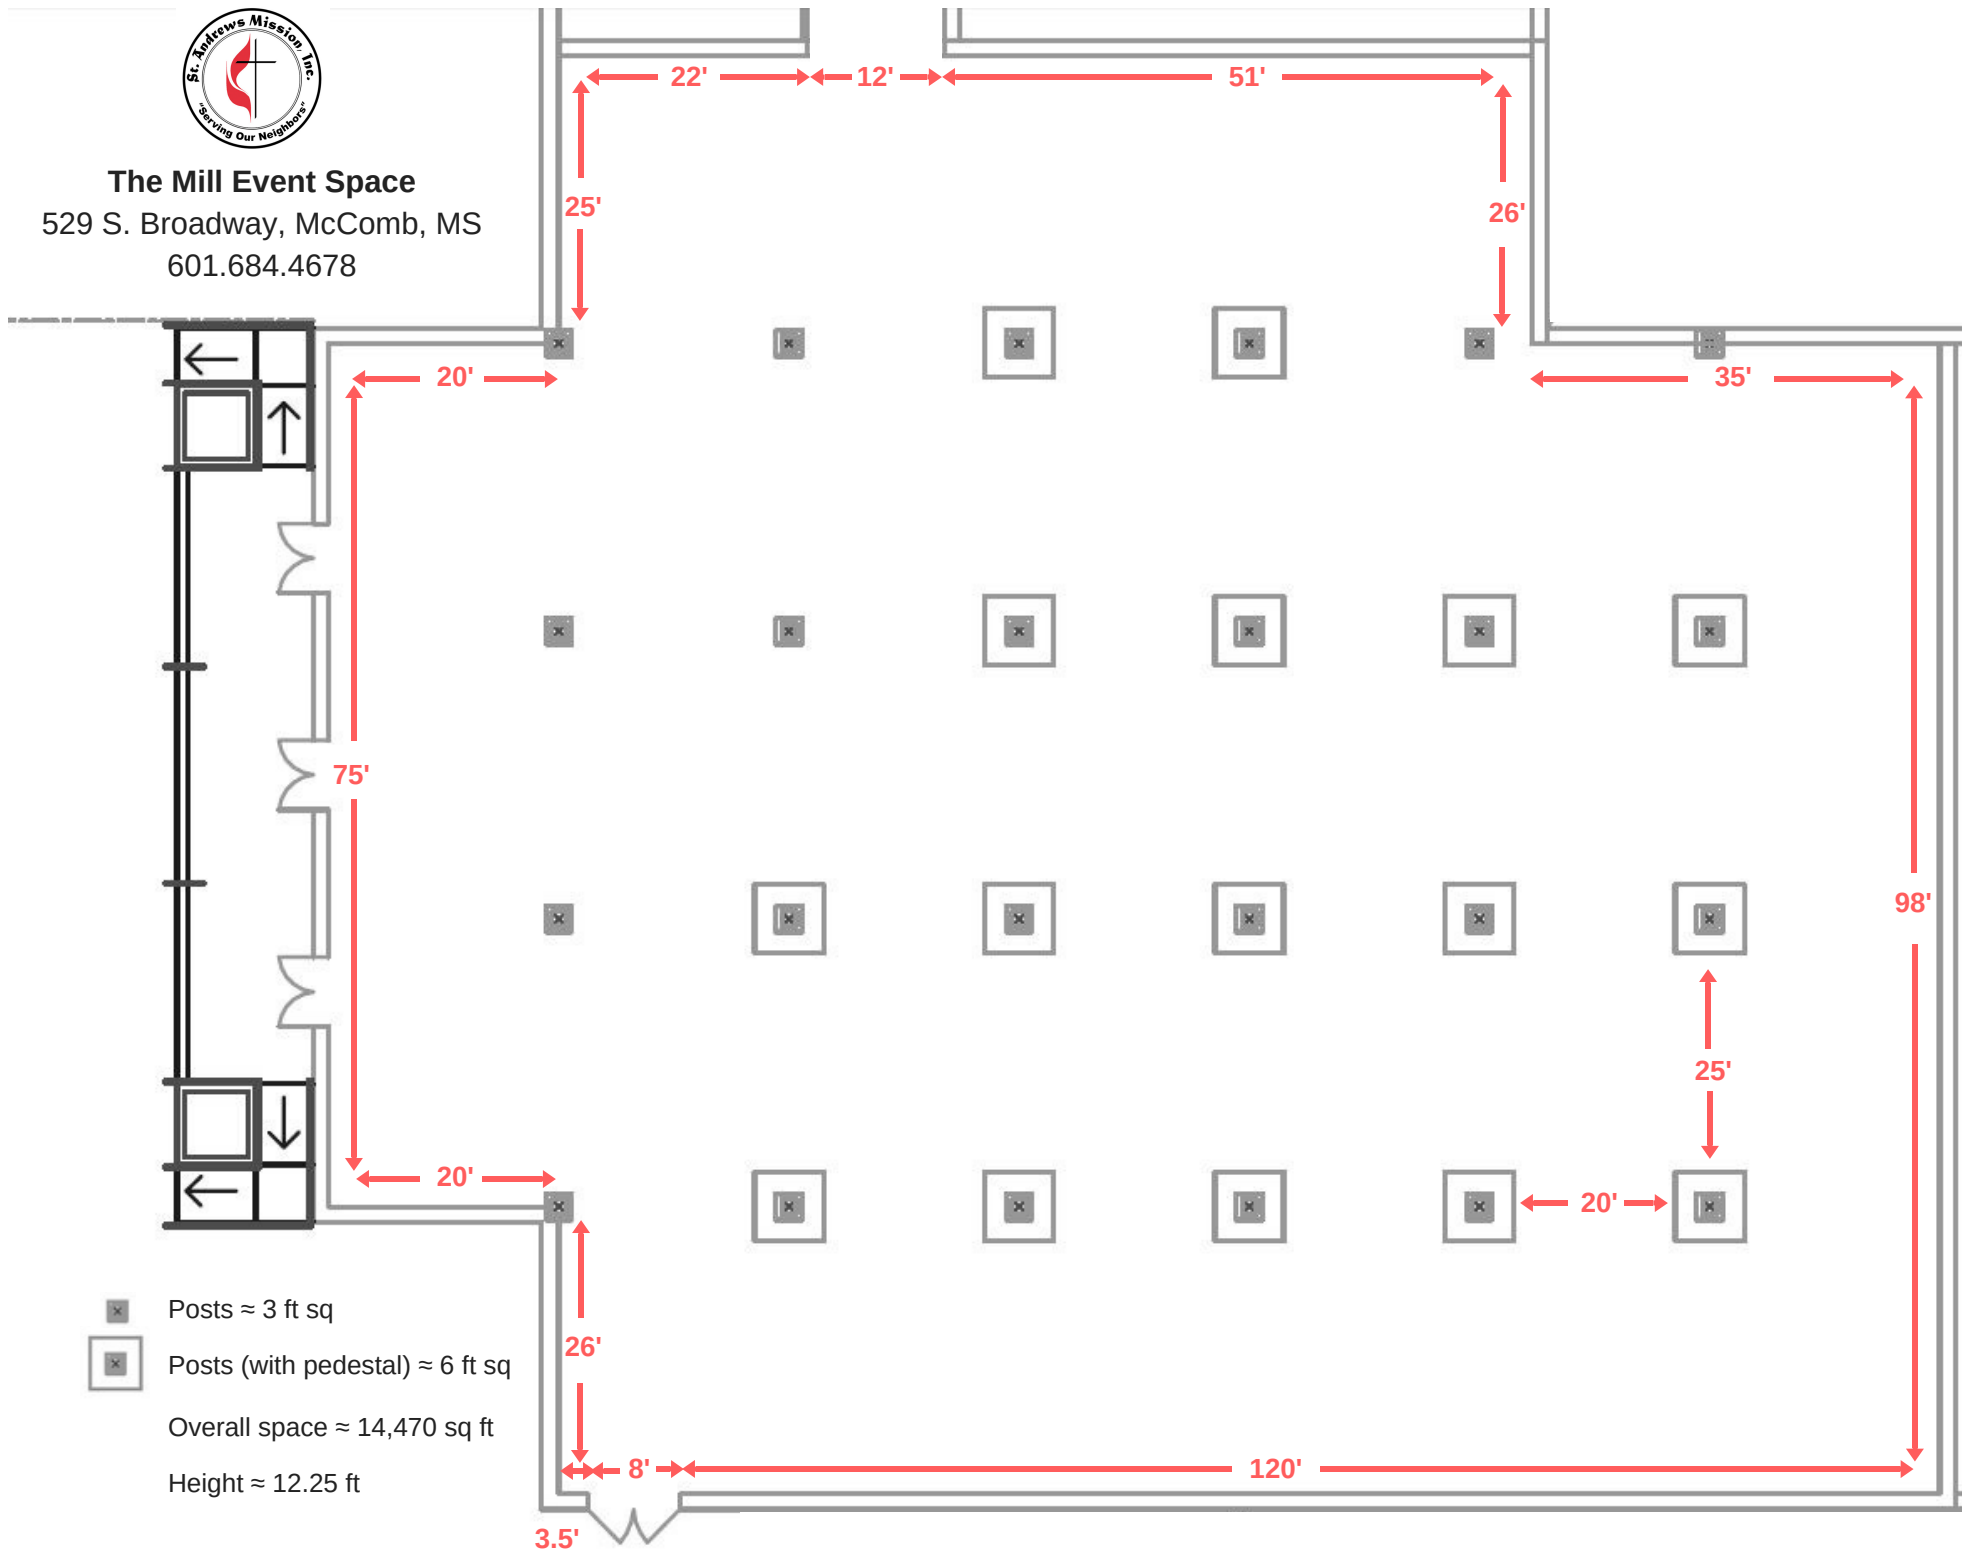 St. Andrews Mission, Inc.
"Serving Our Neighbors"
The Mill Event Space
529 S. Broadway, McComb, MS
601.684.4678
22'
12'
51'
25'
26'
20'
35'
75'
98'
25'
20'
20'
26'
8'
120'
3.5'
Posts ≈ 3 ft sq
Posts (with pedestal) ≈ 6 ft sq
Overall space ≈ 14,470 sq ft
Height ≈ 12.25 ft